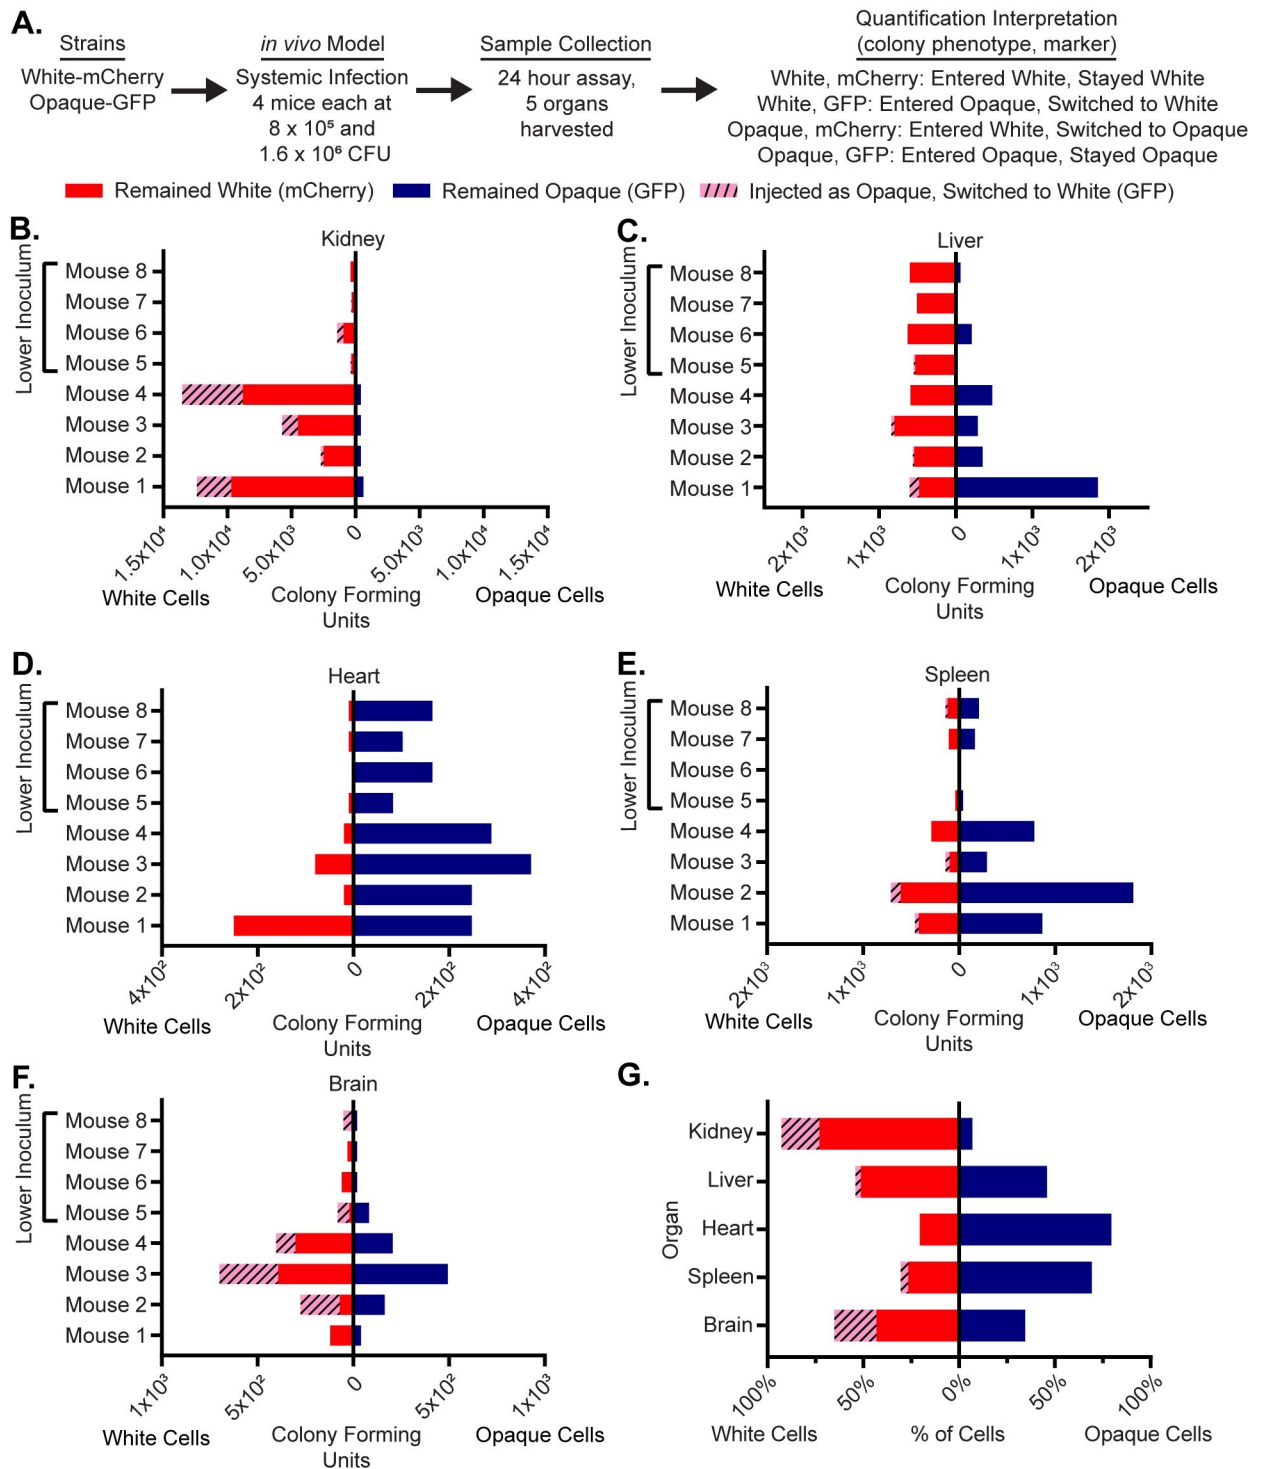 A.
Strains
White-mCherry
Opaque-GFP
in vivo Model
Systemic Infection
4 mice each at
8 x 10⁵ and
1.6 x 10⁶ CFU
Sample Collection
24 hour assay,
5 organs
harvested
Quantification Interpretation
(colony phenotype, marker)
White, mCherry: Entered White, Stayed White
White, GFP: Entered Opaque, Switched to White
Opaque, mCherry: Entered White, Switched to Opaque
Opaque, GFP: Entered Opaque, Stayed Opaque
Remained White (mCherry)
Remained Opaque (GFP)
Injected as Opaque, Switched to White (GFP)
B.
Kidney
Lower Inoculum
Mouse 8
Mouse 7
Mouse 6
Mouse 5
Mouse 4
Mouse 3
Mouse 2
Mouse 1
1.5x10⁴
1.0x10⁴
5.0x10³
0
5.0x10³
1.0x10⁴
1.5x10⁴
White Cells
Colony Forming
Units
Opaque Cells
C.
Liver
Lower Inoculum
Mouse 8
Mouse 7
Mouse 6
Mouse 5
Mouse 4
Mouse 3
Mouse 2
Mouse 1
2x10³
1x10³
0
1x10³
2x10³
White Cells
Colony Forming
Units
Opaque Cells
D.
Heart
Lower Inoculum
Mouse 8
Mouse 7
Mouse 6
Mouse 5
Mouse 4
Mouse 3
Mouse 2
Mouse 1
4x10²
2x10²
0
2x10²
4x10²
White Cells
Colony Forming
Units
Opaque Cells
E.
Spleen
Lower Inoculum
Mouse 8
Mouse 7
Mouse 6
Mouse 5
Mouse 4
Mouse 3
Mouse 2
Mouse 1
2x10³
1x10³
0
1x10³
2x10³
White Cells
Colony Forming
Units
Opaque Cells
F.
Brain
Lower Inoculum
Mouse 8
Mouse 7
Mouse 6
Mouse 5
Mouse 4
Mouse 3
Mouse 2
Mouse 1
1x10³
5x10²
0
5x10²
1x10³
White Cells
Colony Forming
Units
Opaque Cells
G.
Organ
Kidney
Liver
Heart
Spleen
Brain
100%
50%
0%
50%
100%
White Cells
% of Cells
Opaque Cells